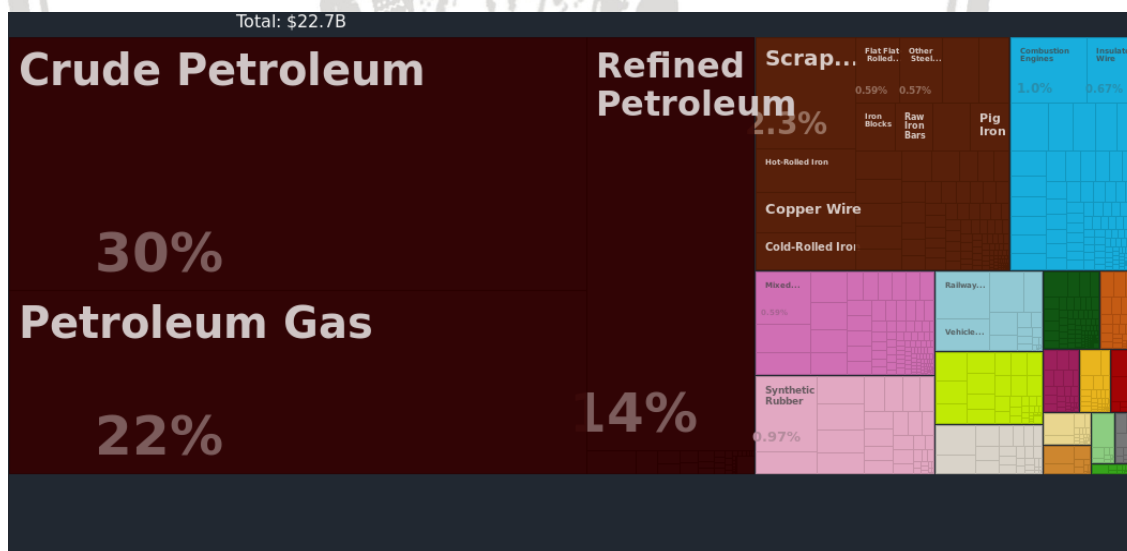 Total: $22.7B
Crude Petroleum
30%
Petroleum Gas
22%
Refined
Petroleum
14%
Scrap...
2.3%
Hot-Rolled Iron
Copper Wire
Cold-Rolled Iron
Flat Flat
Rolled..
0.59%
Other
Steel...
0.57%
Iron
Blocks
Raw
Iron
Bars
Pig
Iron
Combustion
Engines
1.0%
Insulat
Wire
0.67%
Mixed...
0.59%
Synthetic
Rubber
0.97%
Railway...
Vehicle...